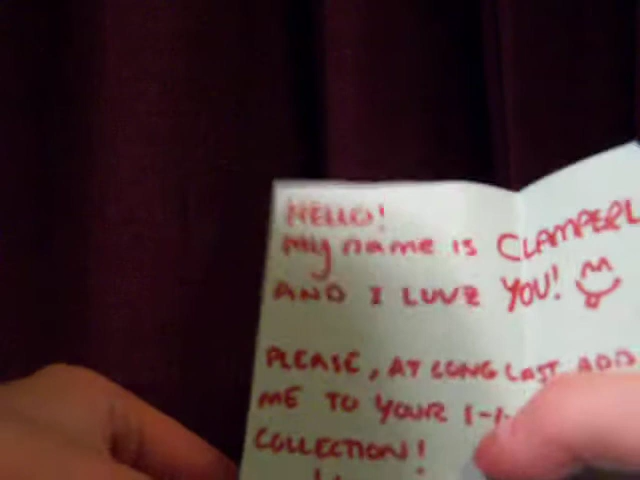 HELLO!
My name is CLAMPERL
AND I LUVZ YOU!
PLEASE, AT LONG LAST ADD
ME TO YOUR
COLLECTION!